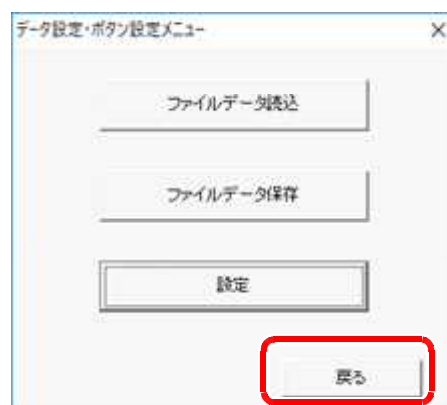 データ設定・ボタン設定メニュー
ファイルデータ読込
ファイルデータ保存
設定
戻る